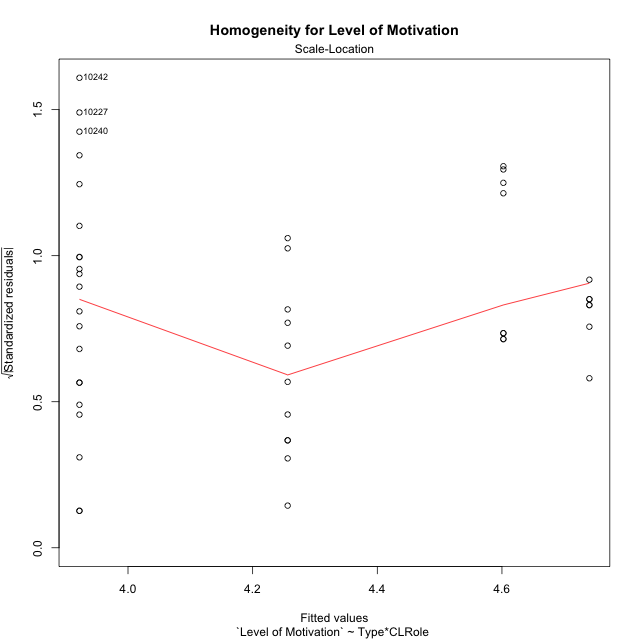 Homogeneity for Level of Motivation
Scale-Location
10242
10227
10240
1.5
1.0
0.5
0.0
√|Standardized residuals|
4.0 4.2 4.4 4.6
Fitted values
`Level of Motivation` ~ Type*CLRole